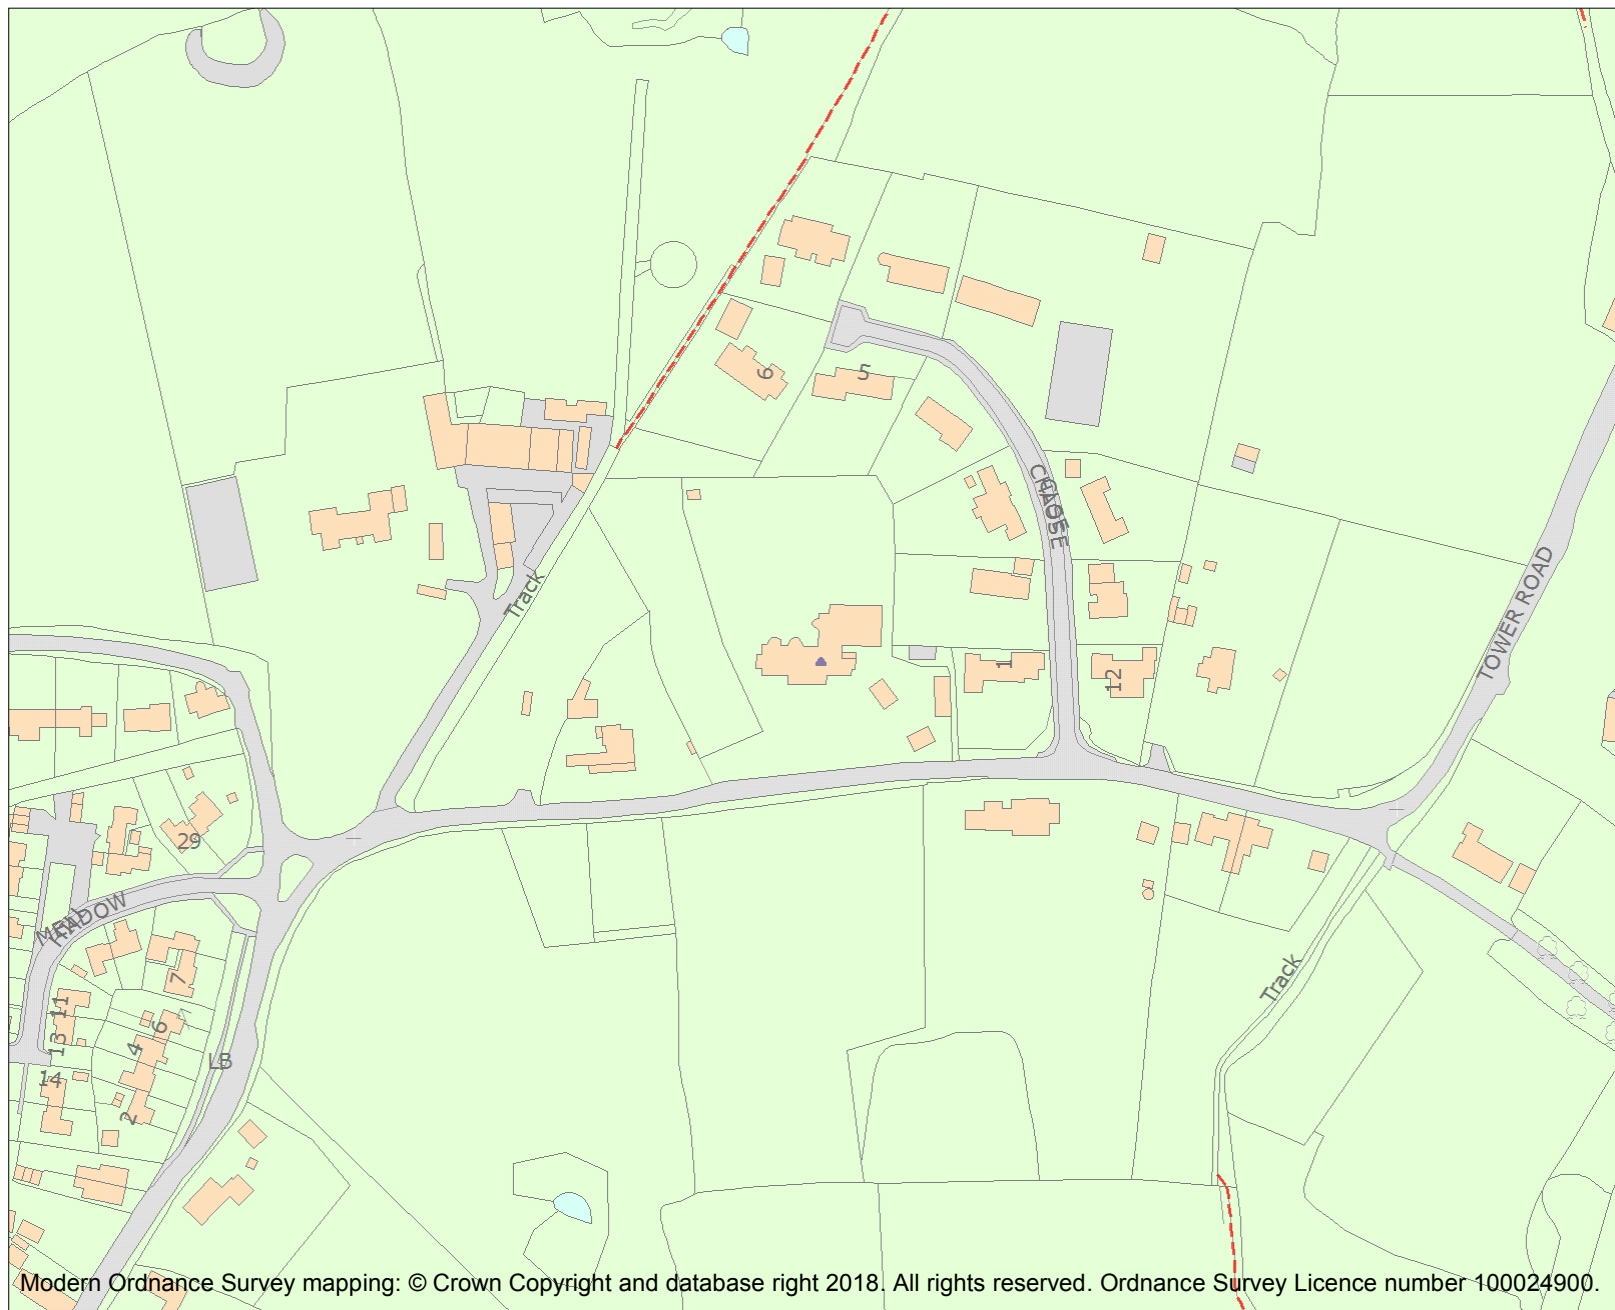 6
5
CHASE
CLOSE
Track
TOWER ROAD
1
12
29
MEADOW
7
11
6
13
4
LB
14
2
Track
Modern Ordnance Survey mapping: © Crown Copyright and database right 2018. All rights reserved. Ordnance Survey Licence number 100024900.